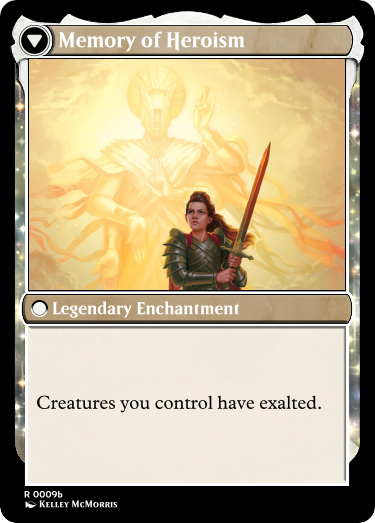 Memory of Heroism
Legendary Enchantment
Creatures you control have exalted.
R 0009b
Kelley McMorris